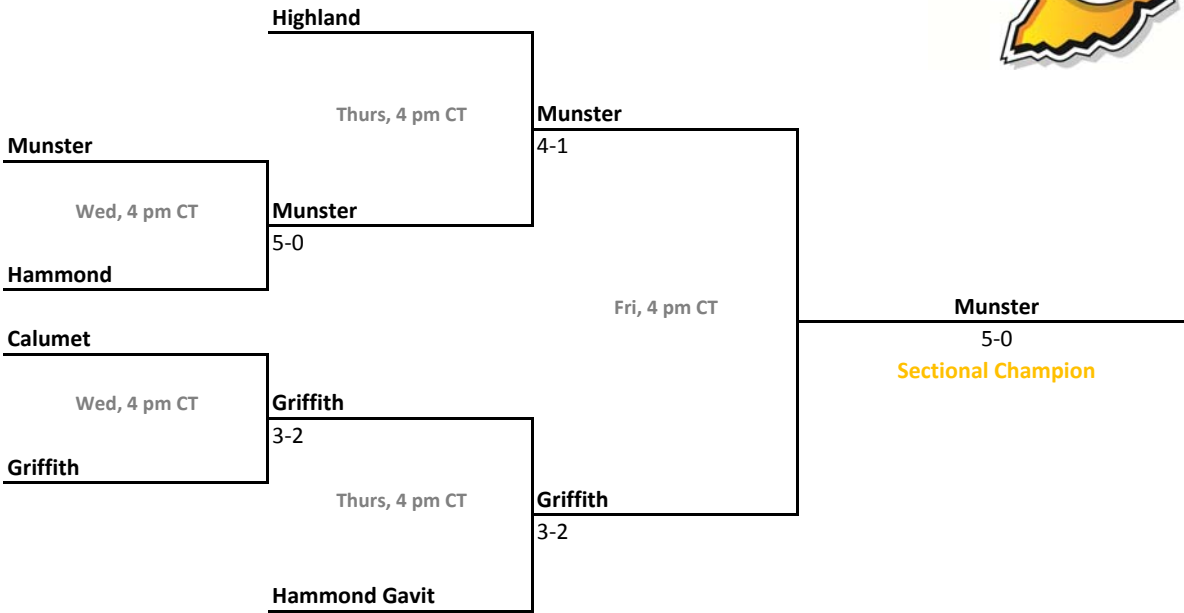 Highland
Thurs, 4 pm CT
Munster
Munster
4-1
Wed, 4 pm CT
Munster
5-0
Hammond
Fri, 4 pm CT
Munster
Calumet
5-0
Sectional Champion
Wed, 4 pm CT
Griffith
3-2
Griffith
Thurs, 4 pm CT
Griffith
3-2
Hammond Gavit